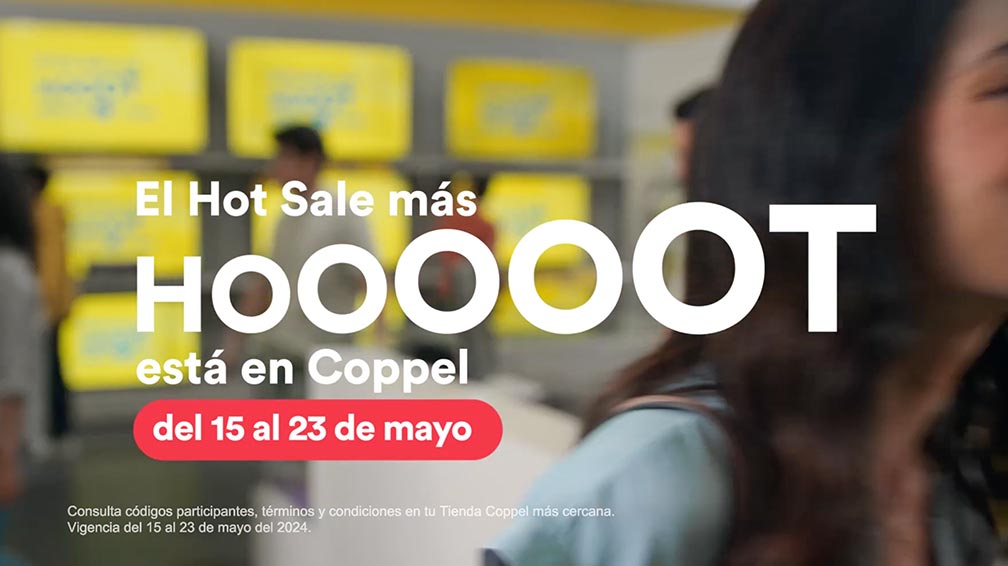 El Hot Sale más
HOOOOOT
está en Coppel
del 15 al 23 de mayo
Consulta códigos participantes, términos y condiciones en tu Tienda Coppel más cercana.
Vigencia del 15 al 23 de mayo del 2024.